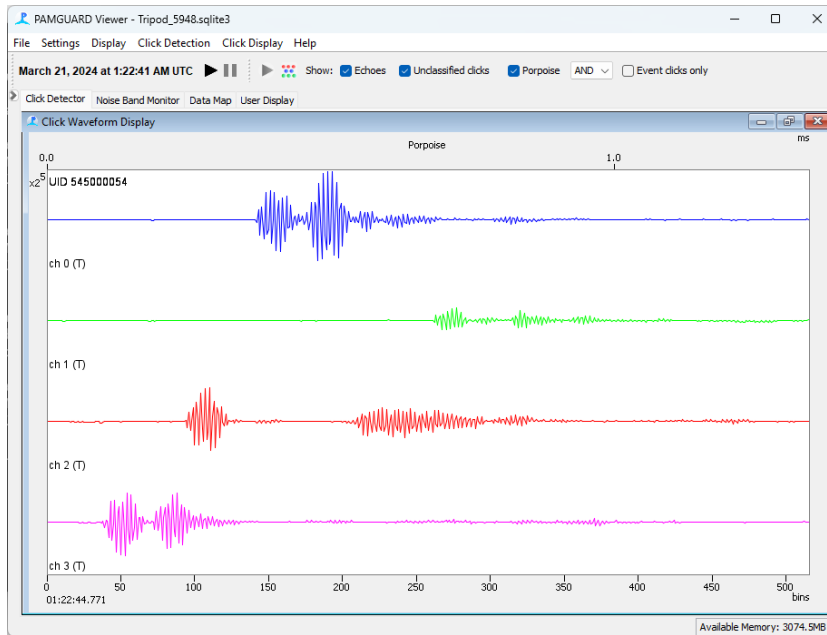 PAMGUARD Viewer - Tripod_5948.sqlite3
File Settings Display Click Detection Click Display Help
March 21, 2024 at 1:22:41 AM UTC Show: Echoes Unclassified clicks Porpoise AND Event clicks only
Click Detector Noise Band Monitor Data Map User Display
Click Waveform Display
Porpoise ms
0.0 1.0
x2^5 UID 545000054
ch 0 (T)
ch 1 (T)
ch 2 (T)
ch 3 (T)
0 50 100 150 200 250 300 350 400 450 500
01:22:44.771 bins
Available Memory: 3074.5MB